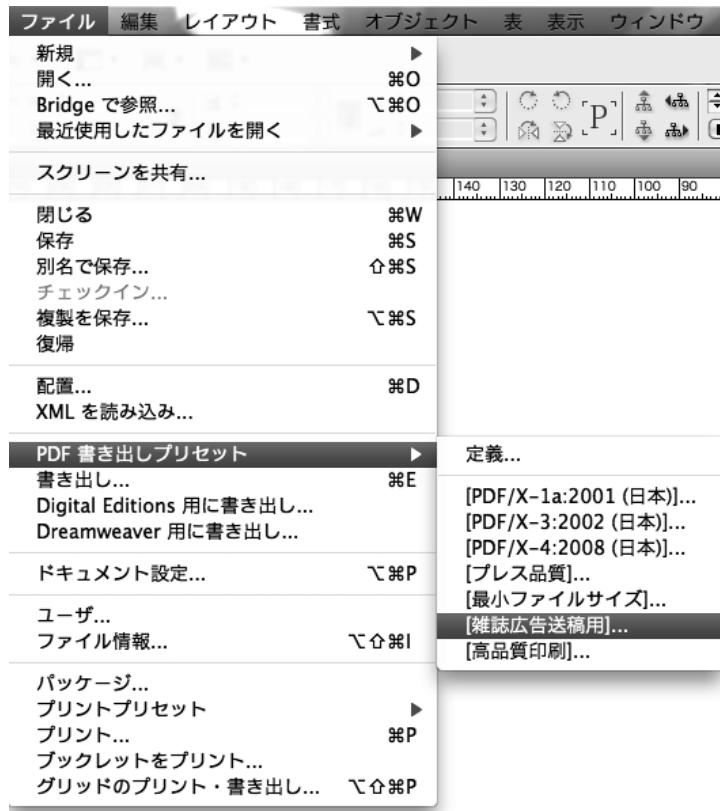 ファイル 編集 レイアウト 書式 オブジェクト 表 表示 ウィンドウ
新規 ▶
開く... ⌘O
Bridge で参照... ⌥⌘O
最近使用したファイルを開く ▶
スクリーンを共有...
閉じる ⌘W
保存 ⌘S
別名で保存... ⇧⌘S
チェックイン...
複製を保存... ⌥⌘S
復帰
配置... ⌘D
XML を読み込み...
PDF 書き出しプリセット ▶
書き出し... ⌘E
Digital Editions 用に書き出し...
Dreamweaver 用に書き出し...
ドキュメント設定... ⌥⌘P
ユーザ...
ファイル情報... ⌥⇧⌘I
パッケージ...
プリントプリセット ▶
プリント... ⌘P
ブックレットをプリント...
グリッドのプリント・書き出し... ⌥⇧⌘P
P
140 130 120 110 100 90
定義...
[PDF/X-1a:2001 (日本)]...
[PDF/X-3:2002 (日本)]...
[PDF/X-4:2008 (日本)]...
[プレス品質]...
[最小ファイルサイズ]...
[雑誌広告送稿用]...
[高品質印刷]...